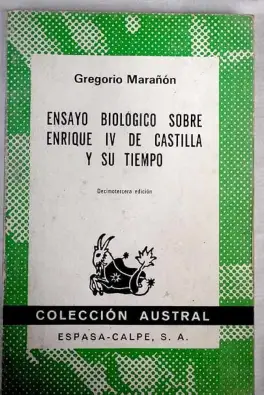 Gregorio Marañón
ENSAYO BIOLÓGICO SOBRE
ENRIQUE IV DE CASTILLA
Y SU TIEMPO
Decimotercera edición
COLECCIÓN AUSTRAL
ESPASA-CALPE, S. A.